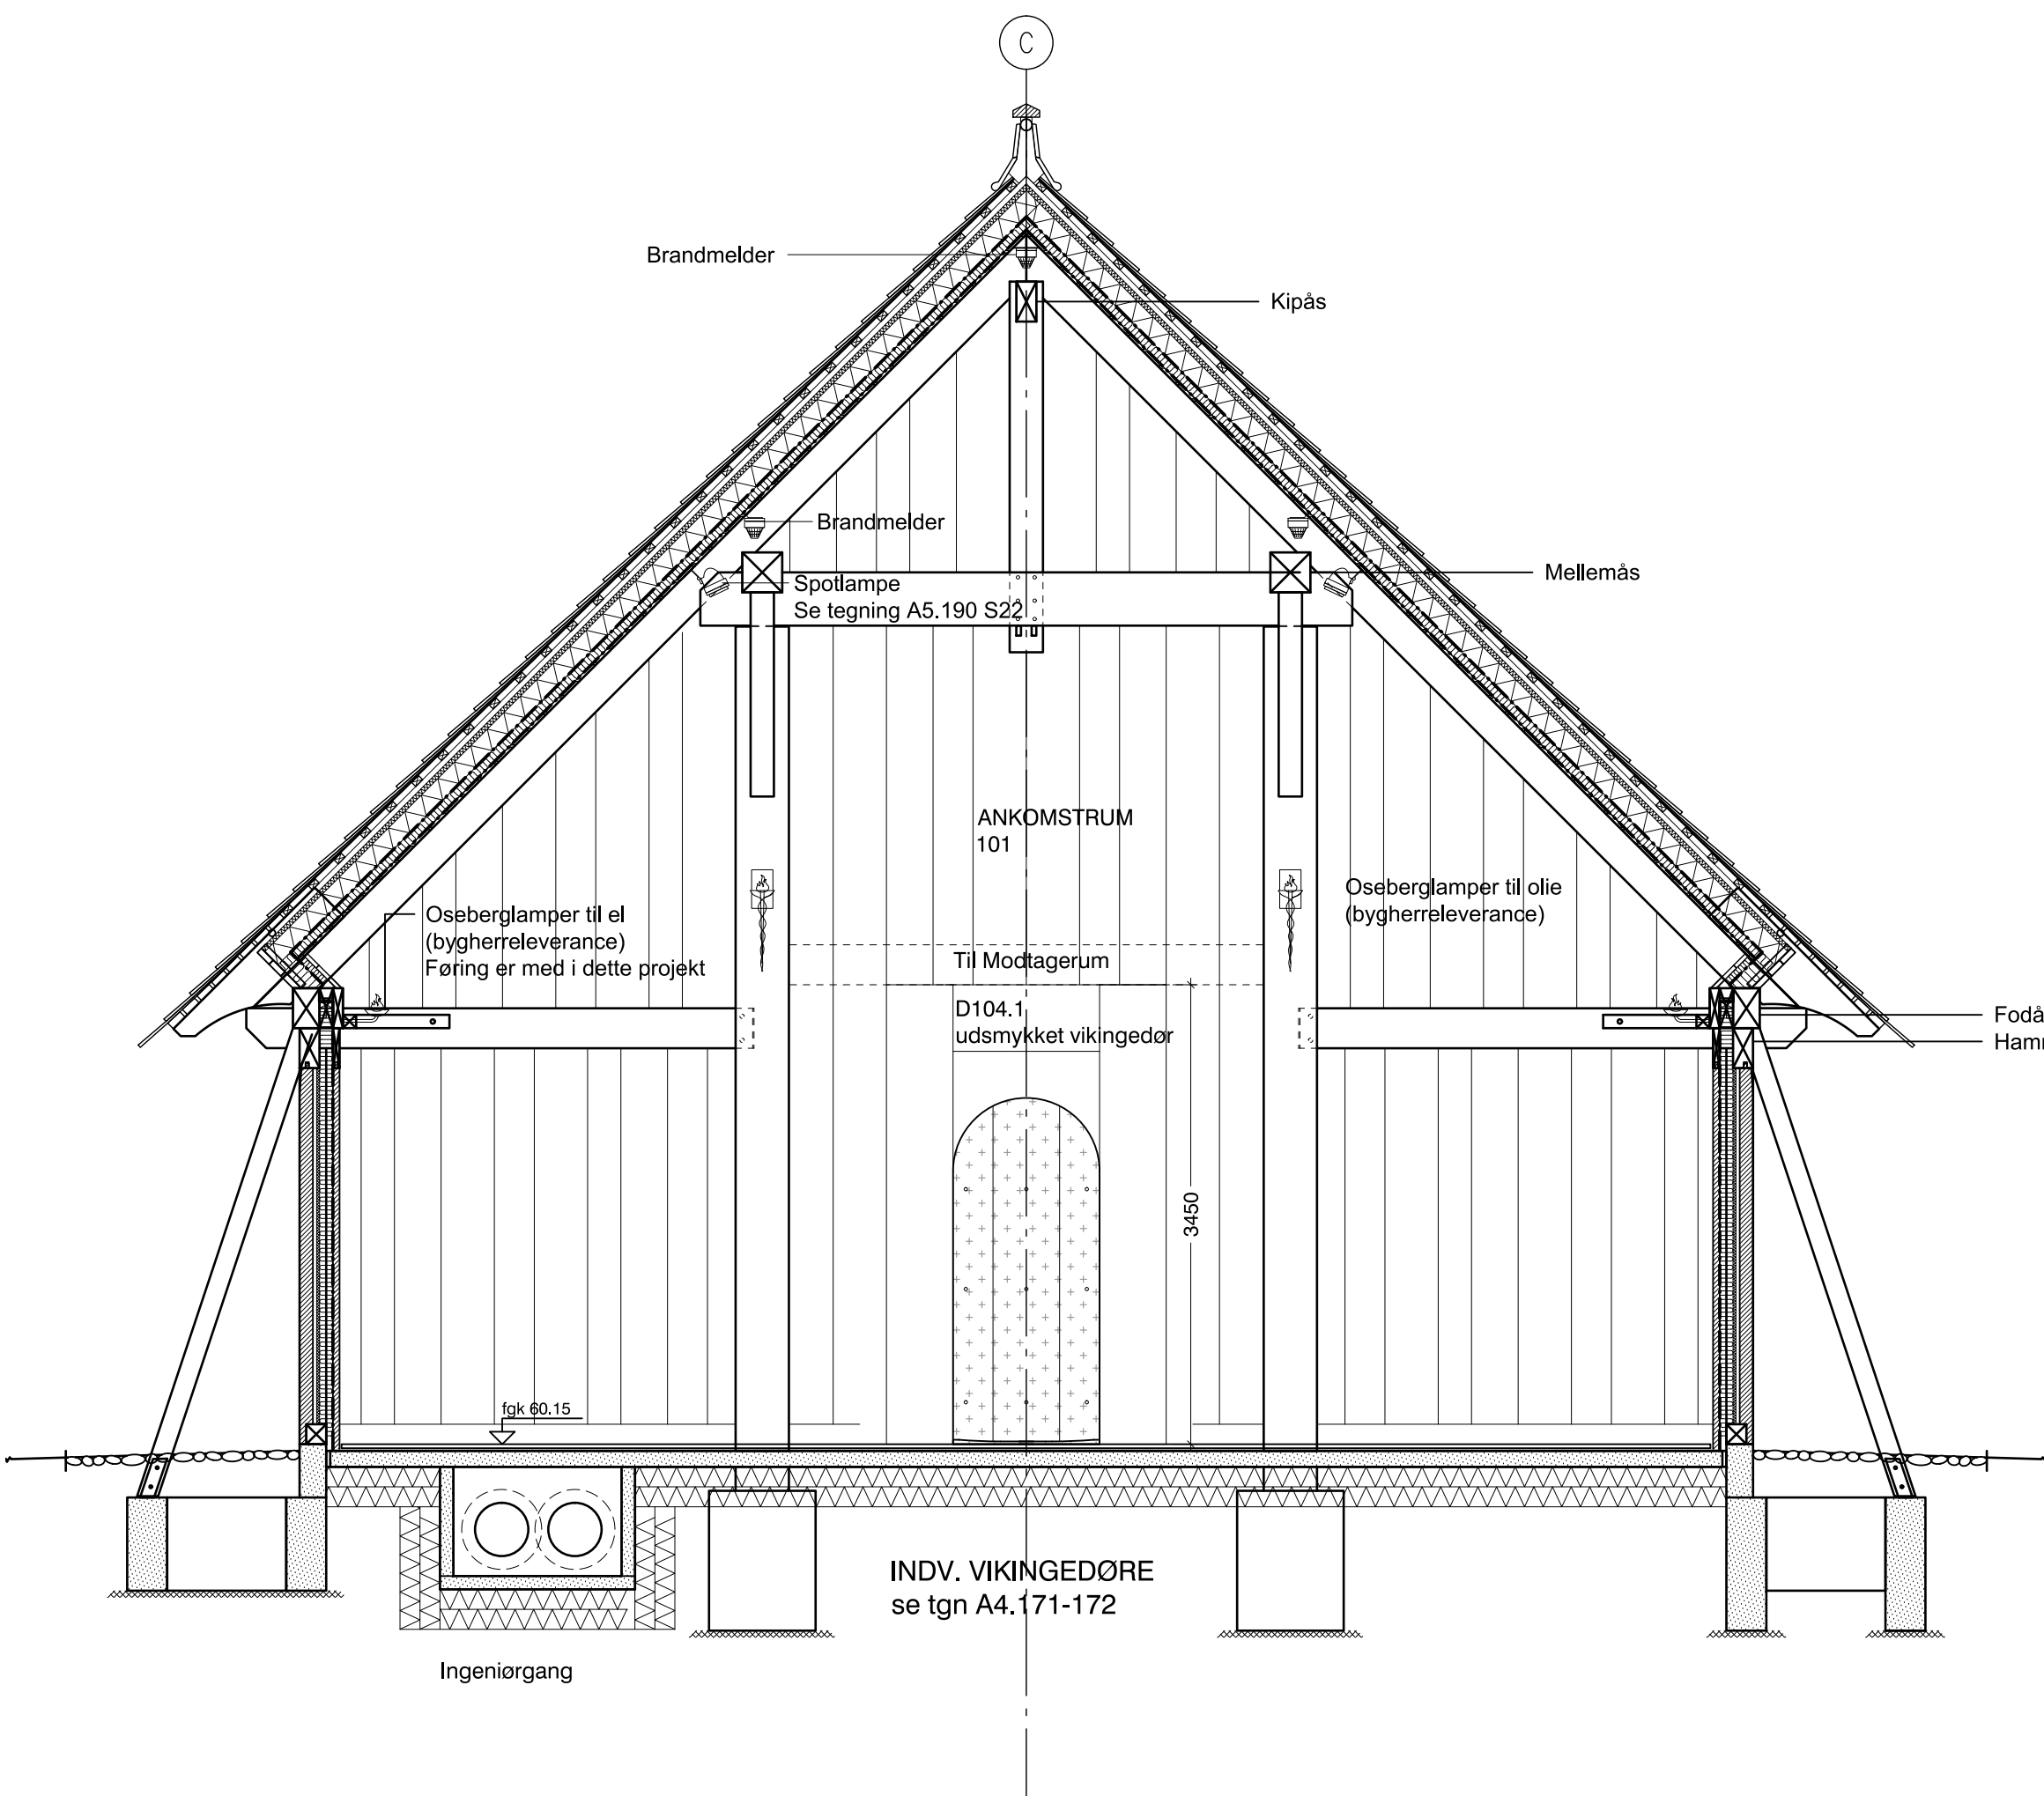 C
Brandmelder
Kipås
Brandmelder
Mellemås
Spotlampe
Se tegning A5.190 S22
ANKOMSTRUM
101
Oseberglamper til olie
(bygherreleverance)
Oseberglamper til el
(bygherreleverance)
Føring er med i dette projekt
Til Modtagerum
D104.1
udsmykket vikingedør
Fodå
Ham
3450
fgk 60.15
INDV. VIKINGEDØRE
se tgn A4.171-172
Ingeniørgang